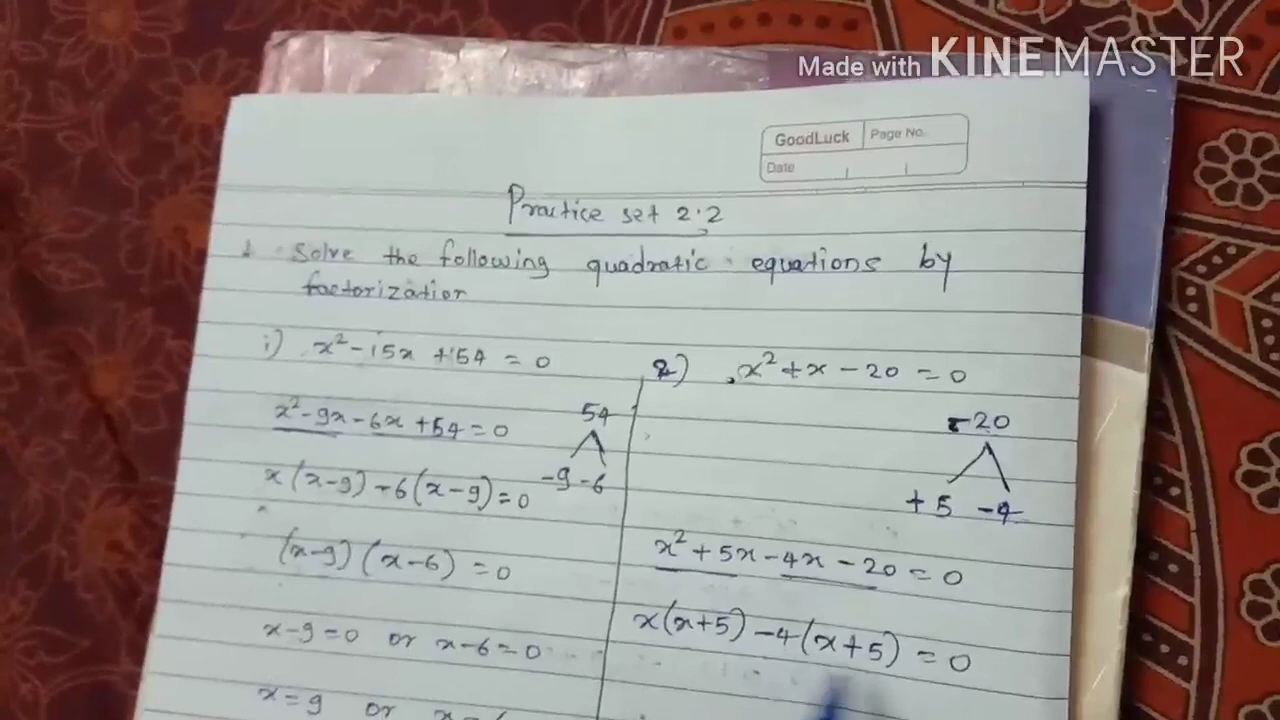 Made with KINEMASTER
GoodLuck Page No.
Date
Practice set 2.2
1 Solve the following quadratic equations by
factorization
i) x² - 15x + 54 = 0
x² - 9x - 6x + 54 = 0
54
-9 -6
x(x-9) - 6(x-9) = 0
(x-9) (x-6) = 0
x-9=0 or x-6=0
x=9 or
2) x² + x - 20 = 0
-20
+5 -4
x² + 5x - 4x - 20 = 0
x(x+5) - 4(x+5) = 0